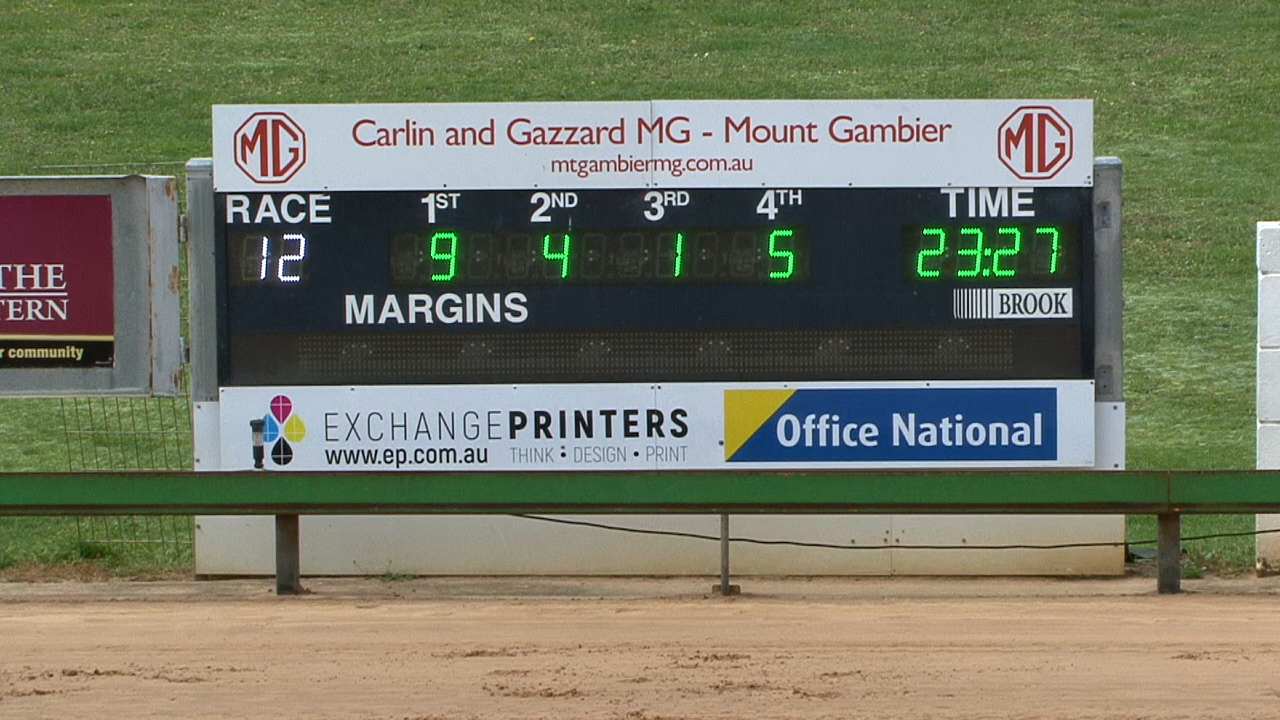 MG Carlin and Gazzard MG - Mount Gambier MG
mtgambiermg.com.au
RACE 1ST 2ND 3RD 4TH TIME
12 9 4 1 5 23:27
MARGINS BROOK
THE
TERN
r community
EXCHANGEPRINTERS
www.ep.com.au THINK : DESIGN • PRINT
Office National